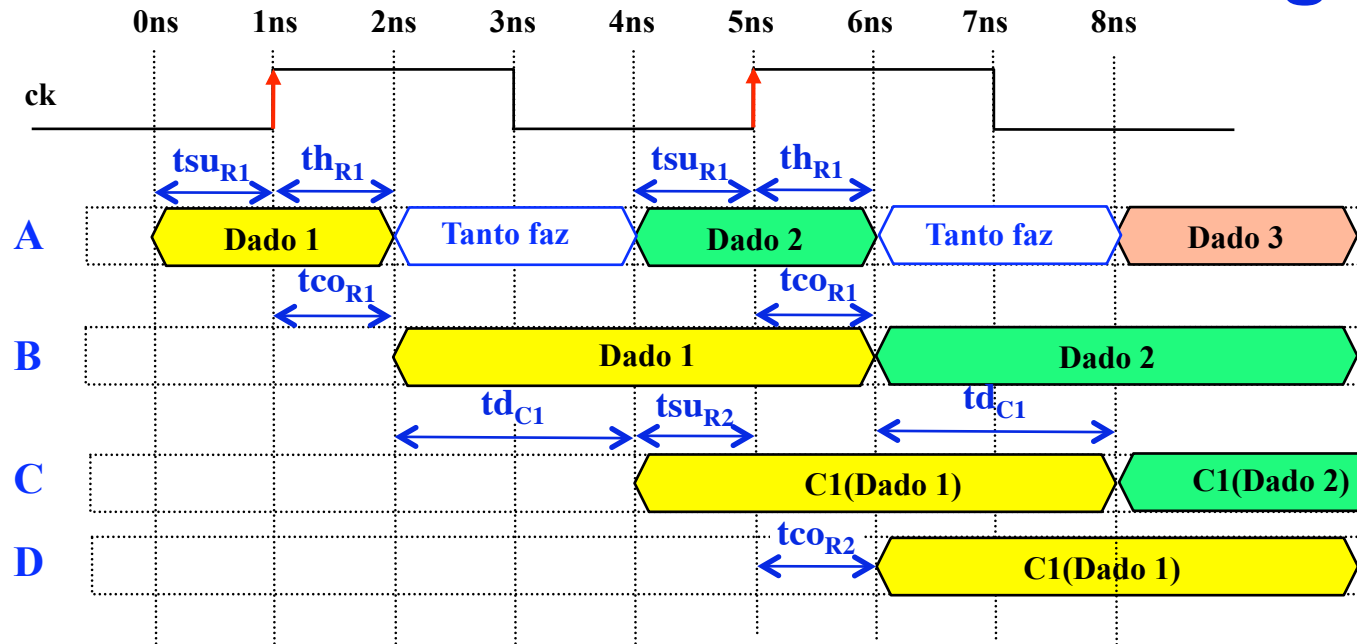 0ns 1ns 2ns 3ns 4ns 5ns 6ns 7ns 8ns
ck
tsuR1 thR1 tsuR1 thR1
A Dado 1 Tanto faz Dado 2 Tanto faz Dado 3
tcoR1 tcoR1
B Dado 1 Dado 2
tdC1 tsuR2 tdC1
C C1(Dado 1) C1(Dado 2)
tcoR2
D C1(Dado 1)